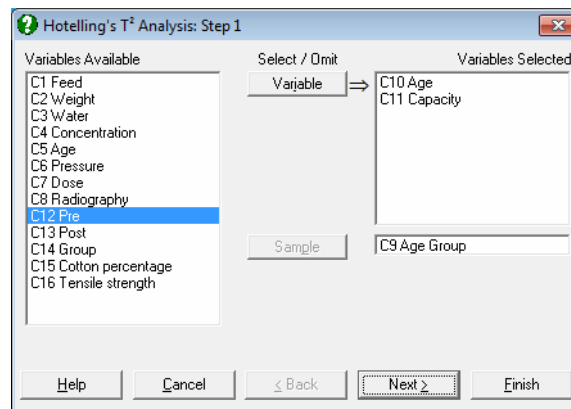 Hotelling's T² Analysis: Step 1
Variables Available
Select / Omit
Variables Selected
C1 Feed
C2 Weight
C3 Water
C4 Concentration
C5 Age
C6 Pressure
C7 Dose
C8 Radiography
C12 Pre
C13 Post
C14 Group
C15 Cotton percentage
C16 Tensile strength
Variable
C10 Age
C11 Capacity
Sample
C9 Age Group
Help
Cancel
< Back
Next >
Finish